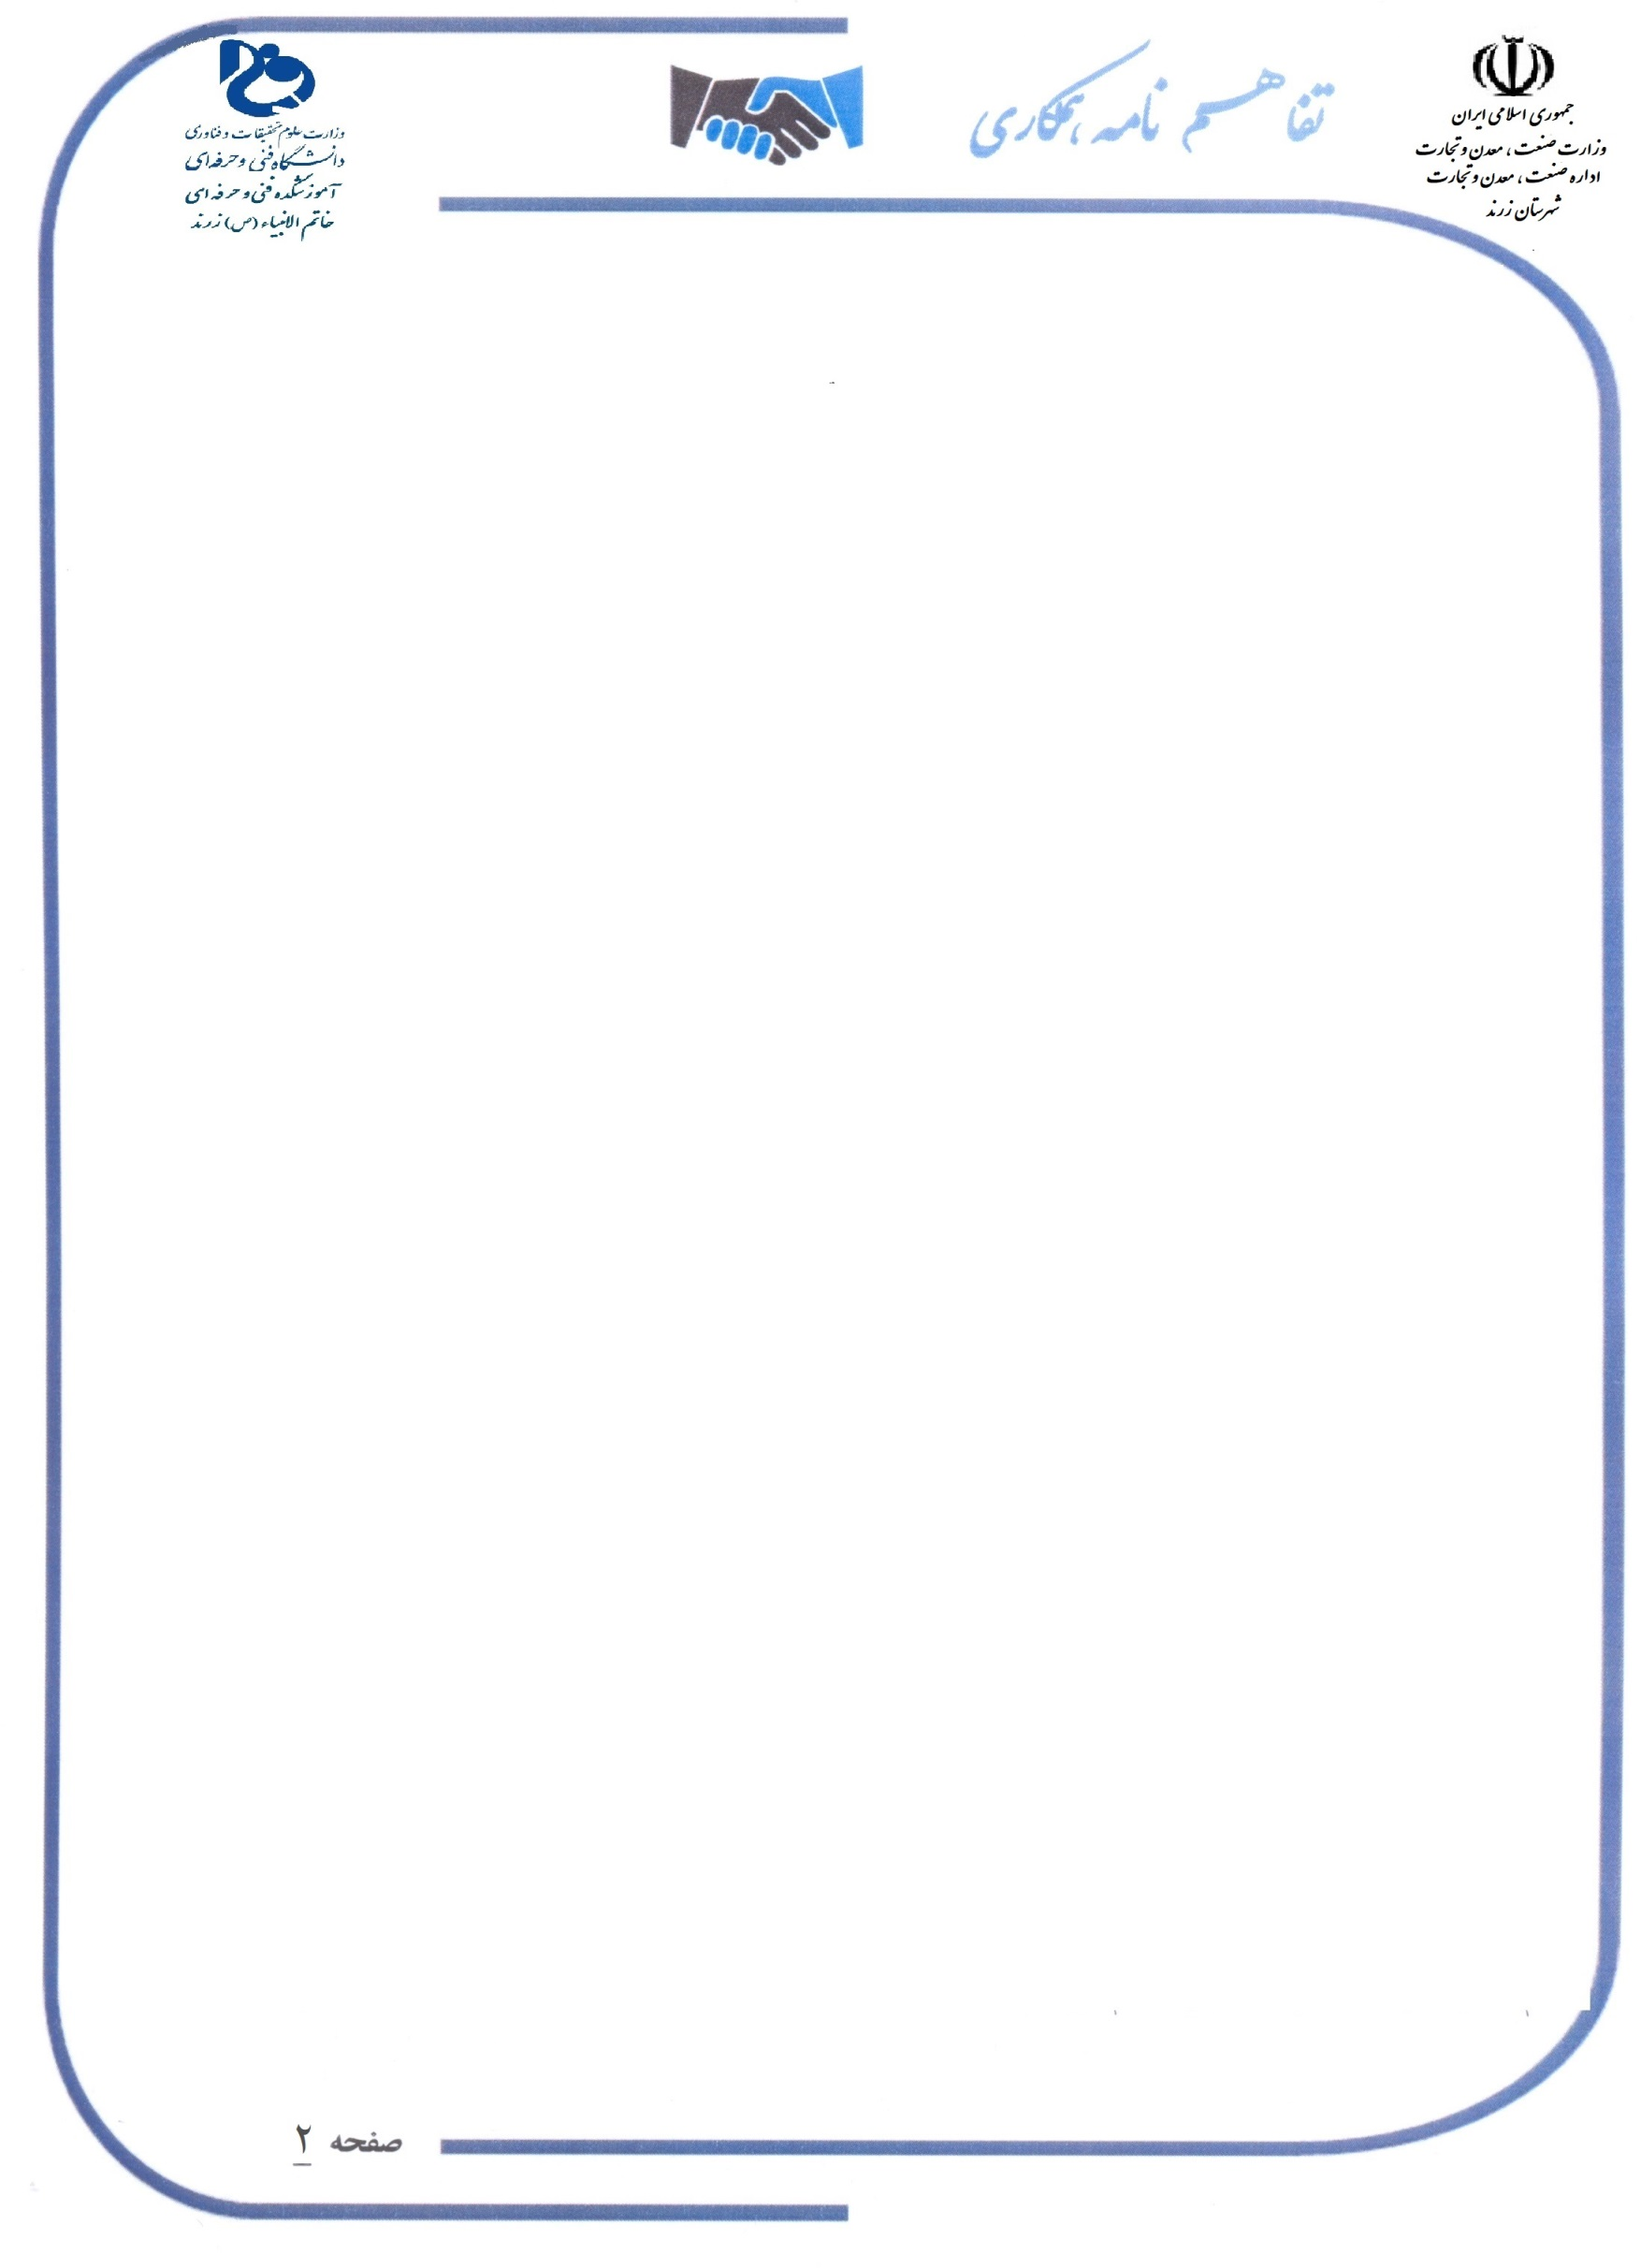 جمهوری اسلامی ایران
وزارت صنعت ، معدن و تجارت
اداره صنعت ، معدن و تجارت
شهرستان زرند
تفاهم نامه همکاری
وزارت علوم تحقیقات و فناوری
دانشگاه فنی و حرفه ای
آموزشکده فنی و حرفه ای
خاتم الانبیاء (ص) زرند
صفحه ۲